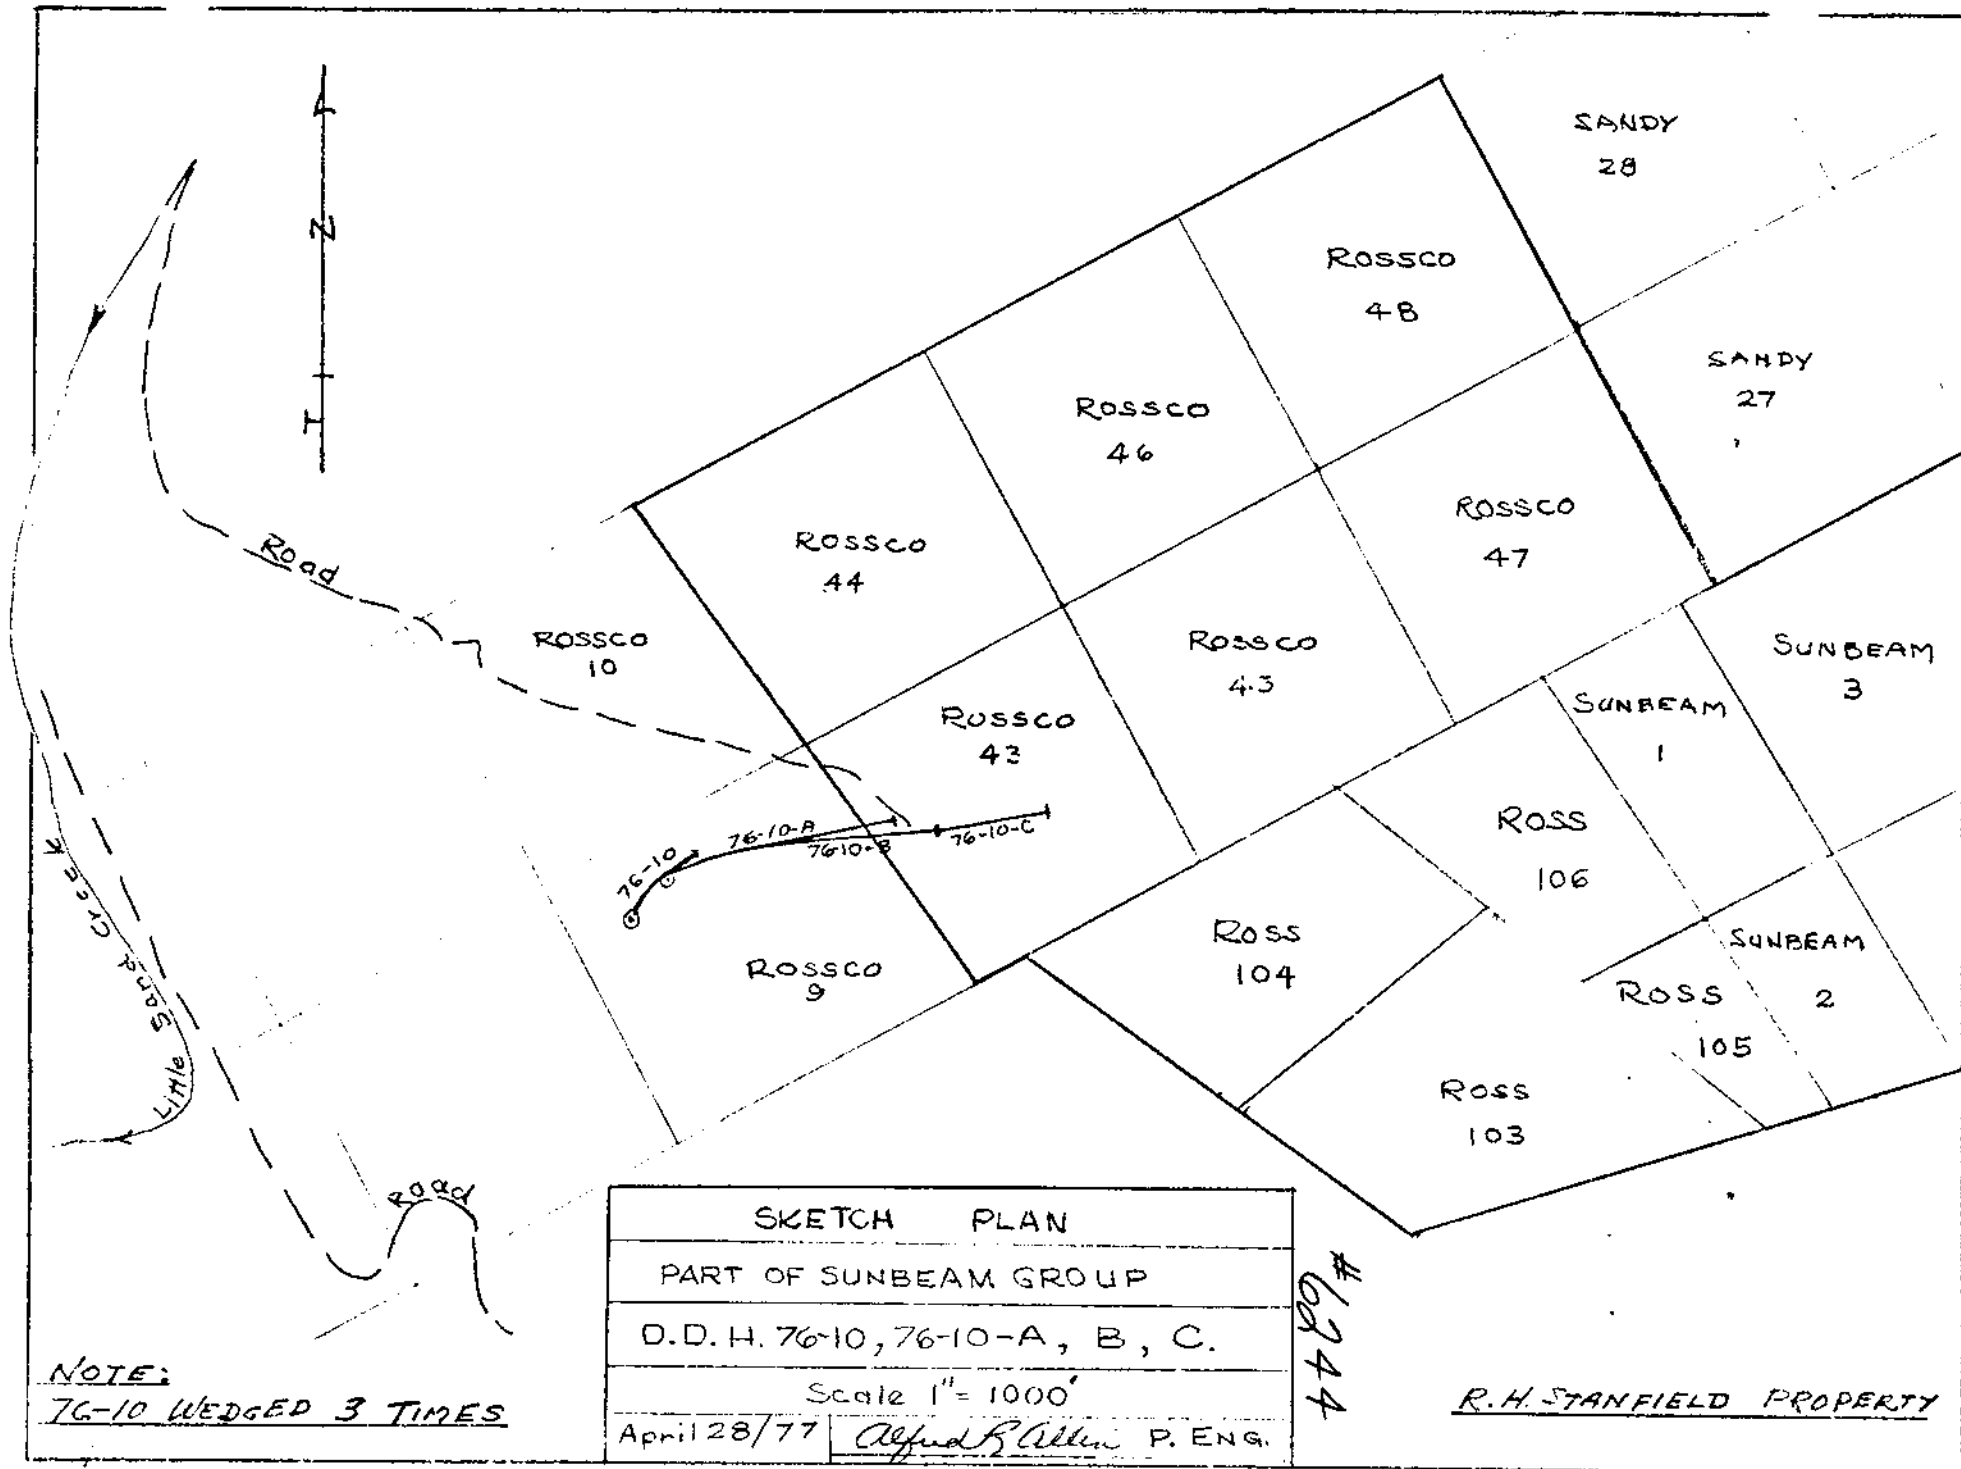 SANDY
28
N
ROSSCO
48
SANDY
27
ROSSCO
46
ROSSCO
47
ROSSCO
44
Road
ROSSCO
10
ROSSCO
43
SUNBEAM
3
SUNBEAM
1
ROSSCO
43
76-10-A
76-10-B
76-10-C
76-10
ROSS
106
Little Sand Creek
ROSSCO
9
ROSS
104
SUNBEAM
2
ROSS
105
ROSS
103
Road
SKETCH PLAN
PART OF SUNBEAM GROUP
D.D.H. 76-10, 76-10-A, B, C.
Scale 1" = 1000'
April 28/77
Alfred R Allen P. ENG.
#6244
NOTE:
76-10 WEDGED 3 TIMES
R.H. STANFIELD PROPERTY